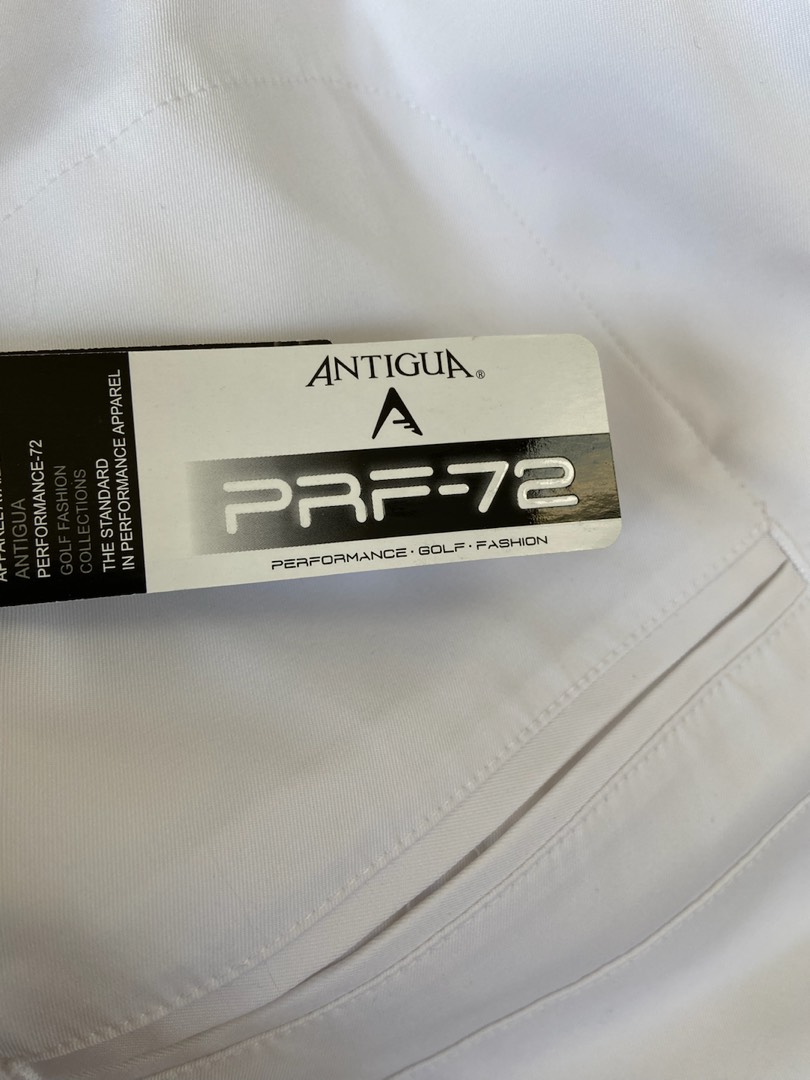 ANTIGUA®
PRF-72
PERFORMANCE · GOLF · FASHION
ANTIGUA
PERFORMANCE-72
GOLF FASHION
COLLECTIONS
THE STANDARD
IN PERFORMANCE APPAREL